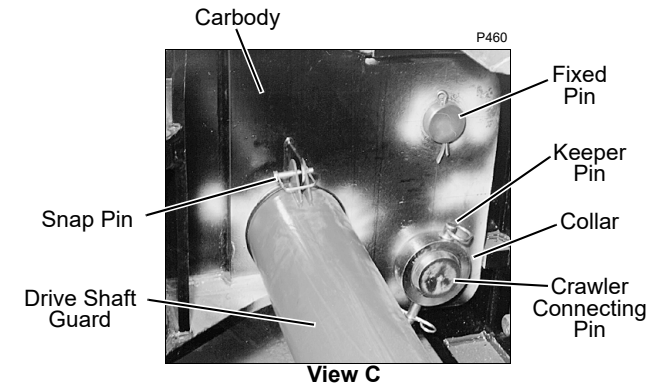 Carbody
P460
Fixed
Pin
Keeper
Pin
Snap Pin
Collar
Drive Shaft
Guard
Crawler
Connecting
Pin
View C